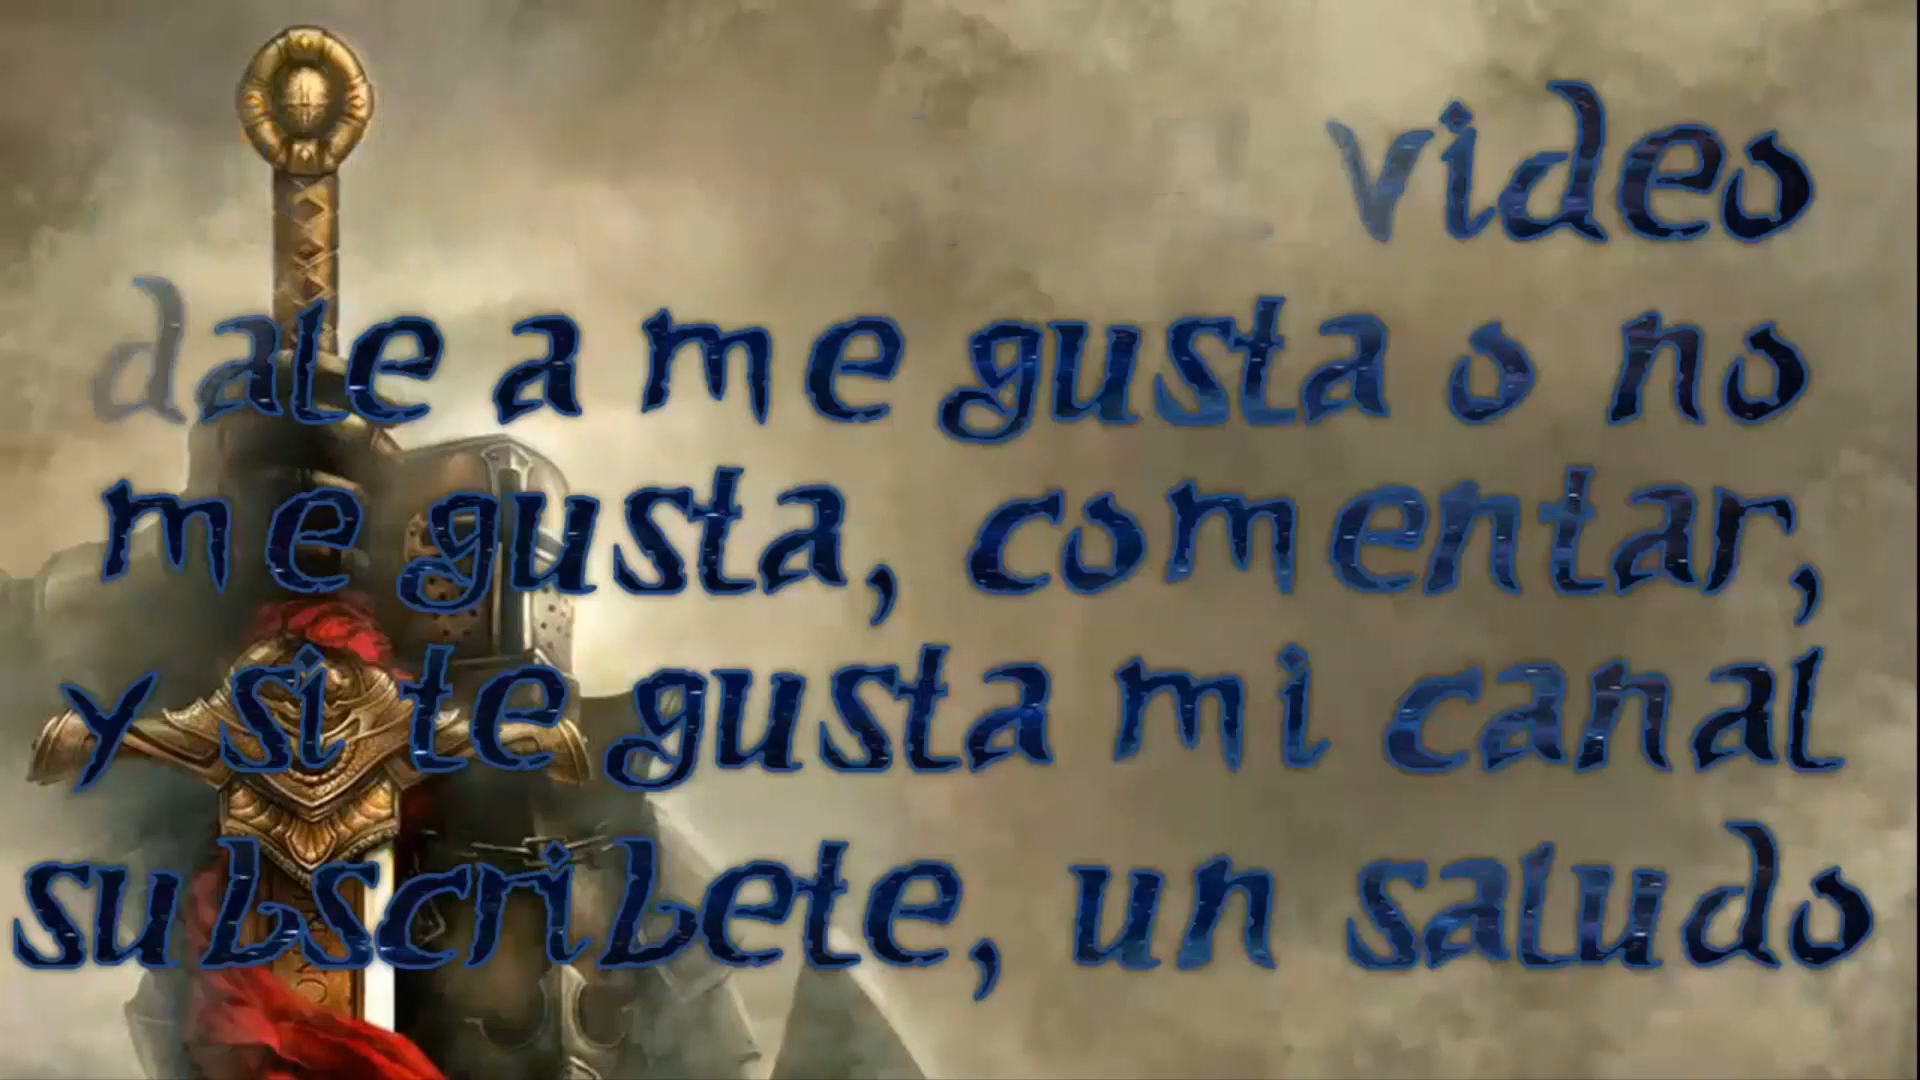 video
dale a me gusta o no
me gusta, comentar,
y si te gusta mi canal
subscribete, un saludo